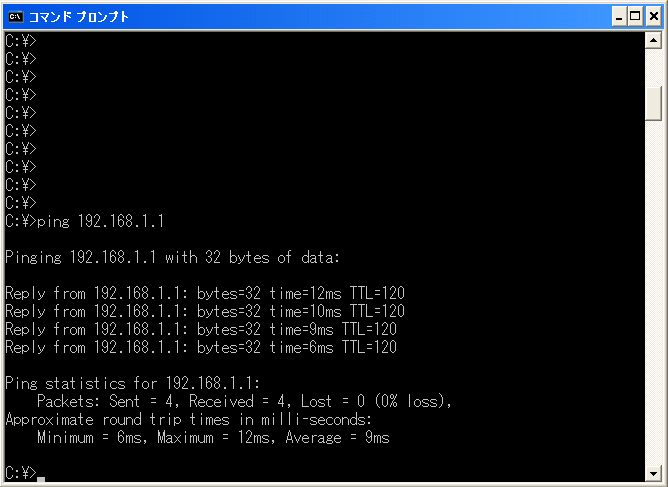 コマンド プロンプト
C:¥>
C:¥>
C:¥>
C:¥>
C:¥>
C:¥>
C:¥>
C:¥>
C:¥>
C:¥>
C:¥>ping 192.168.1.1
Pinging 192.168.1.1 with 32 bytes of data:
Reply from 192.168.1.1: bytes=32 time=12ms TTL=120
Reply from 192.168.1.1: bytes=32 time=10ms TTL=120
Reply from 192.168.1.1: bytes=32 time=9ms TTL=120
Reply from 192.168.1.1: bytes=32 time=6ms TTL=120
Ping statistics for 192.168.1.1:
Packets: Sent = 4, Received = 4, Lost = 0 (0% loss),
Approximate round trip times in milli-seconds:
Minimum = 6ms, Maximum = 12ms, Average = 9ms
C:¥>